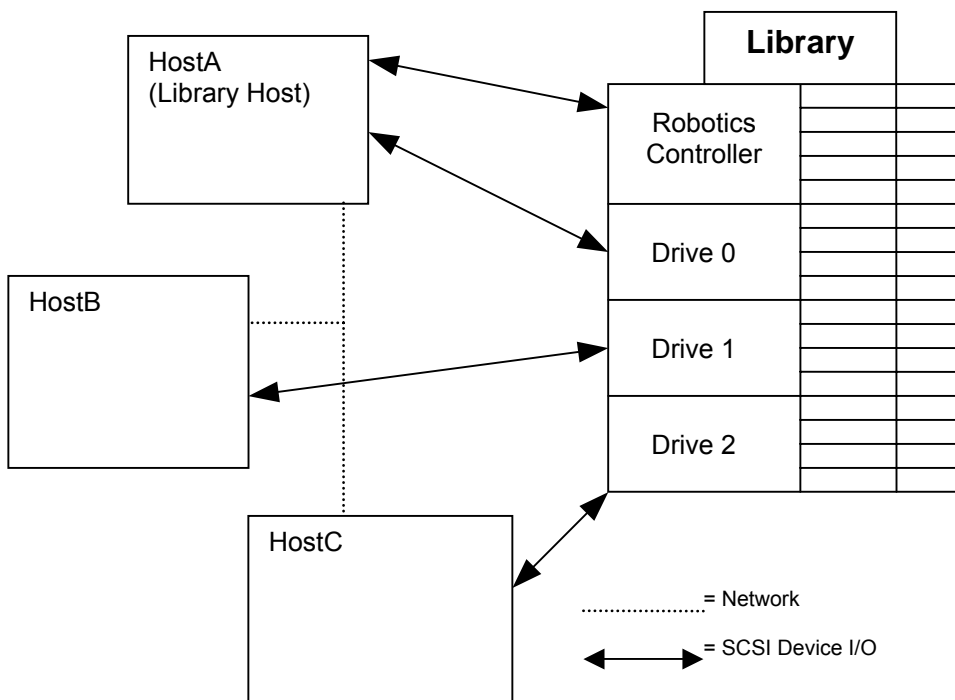 Library
HostA
(Library Host)
Robotics
Controller
Drive 0
HostB
Drive 1
Drive 2
HostC
= Network
= SCSI Device I/O